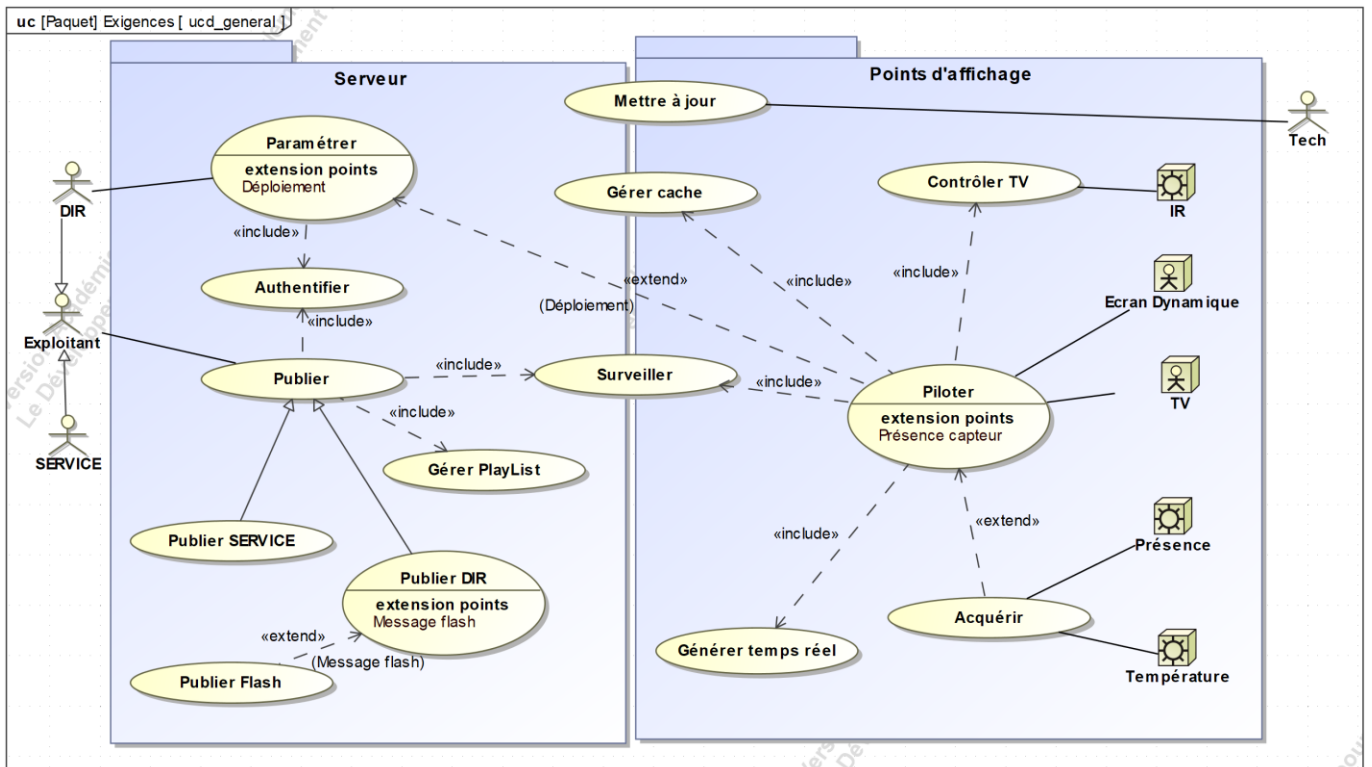 uc [Paquet] Exigences [ ucd_general ]
Serveur
Points d'affichage
Mettre à jour
Tech
Paramétrer
extension points
Déploiement
DIR
Gérer cache
Contrôler TV
IR
«include»
Authentifier
«include»
«extend»
(Déploiement)
«include»
«include»
Ecran Dynamique
Exploitant
Publier
«include»
Surveiller
«include»
Piloter
extension points
Présence capteur
TV
«include»
SERVICE
Gérer PlayList
Publier SERVICE
«include»
«extend»
Présence
Publier DIR
extension points
Message flash
Acquérir
«extend»
(Message flash)
Publier Flash
Générer temps réel
Température